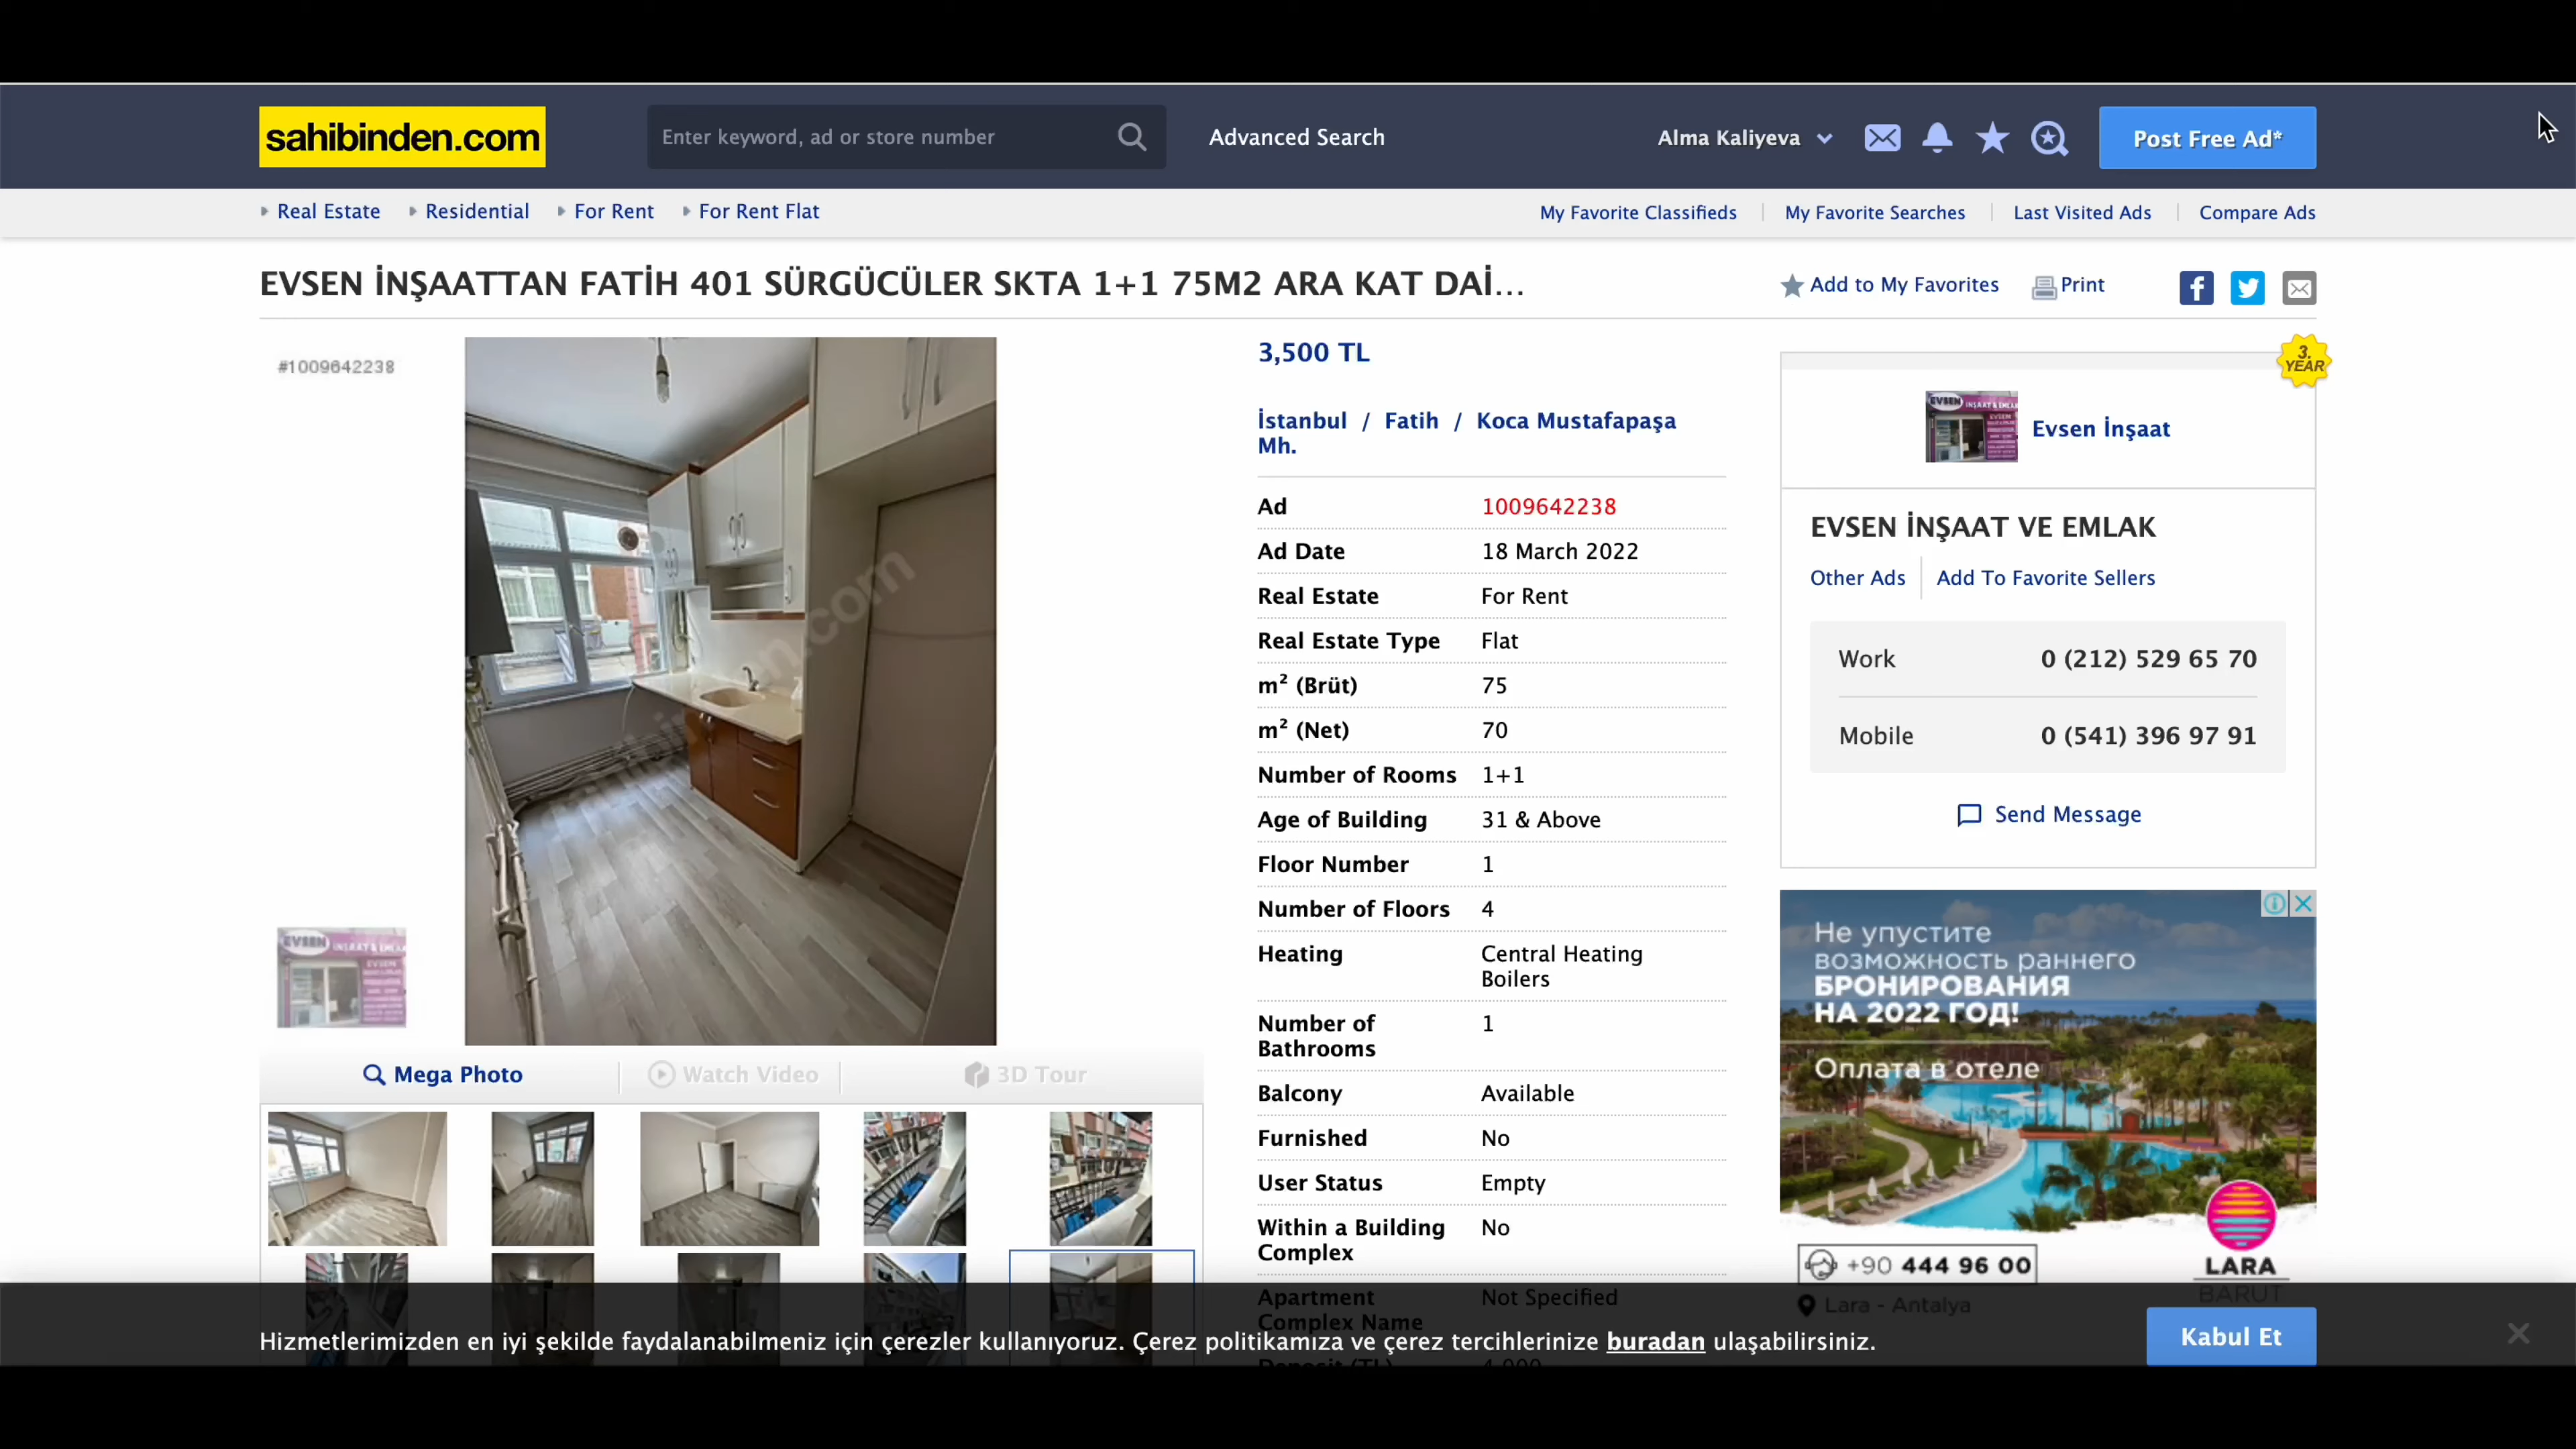 sahibinden.com
Enter keyword, ad or store number
Advanced Search
Alma Kaliyeva
Post Free Ad*
Real Estate
Residential
For Rent
For Rent Flat
My Favorite Classifieds
My Favorite Searches
Last Visited Ads
Compare Ads
EVSEN İNŞAATTAN FATİH 401 SÜRGÜCÜLER SKTA 1+1 75M2 ARA KAT DAİ...
Add to My Favorites
Print
#1009642238
Mega Photo
Watch Video
3D Tour
3,500 TL
İstanbul / Fatih / Koca Mustafapaşa
Mh.
Ad 1009642238
Ad Date 18 March 2022
Real Estate For Rent
Real Estate Type Flat
m² (Brüt) 75
m² (Net) 70
Number of Rooms 1+1
Age of Building 31 & Above
Floor Number 1
Number of Floors 4
Heating Central Heating
Boilers
Number of 1
Bathrooms
Balcony Available
Furnished No
User Status Empty
Within a Building No
Complex
Apartment Not Specified
Complex Name
Deposit (TL) 4,000
3.
YEAR
EVSEN İNŞAAT
Evsen İnşaat
EVSEN İNŞAAT VE EMLAK
Other Ads
Add To Favorite Sellers
Work 0 (212) 529 65 70
Mobile 0 (541) 396 97 91
Send Message
Не упустите
возможность раннего
БРОНИРОВАНИЯ
НА 2022 ГОД!
Оплата в отеле
+90 444 96 00
Lara - Antalya
LARA
BARUT
Hizmetlerimizden en iyi şekilde faydalanabilmeniz için çerezler kullanıyoruz. Çerez politikamıza ve çerez tercihlerinize buradan ulaşabilirsiniz.
Kabul Et